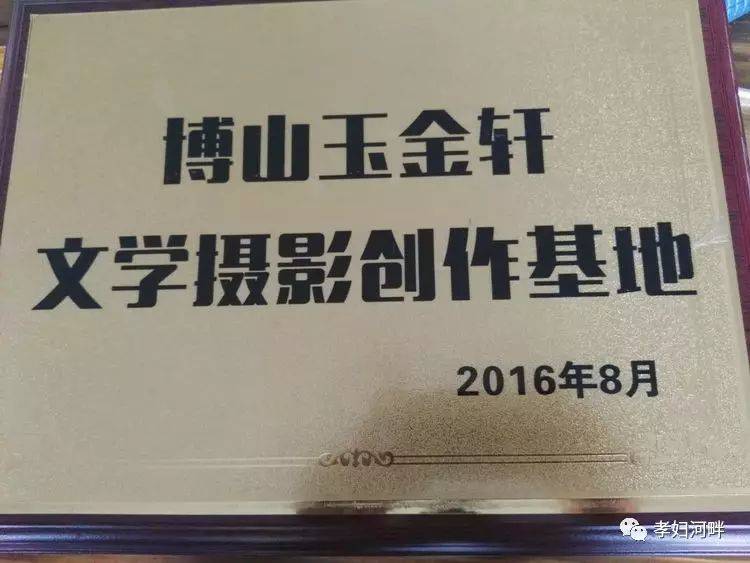 博山玉金轩
文学摄影创作基地
2016年8月
孝妇河畔